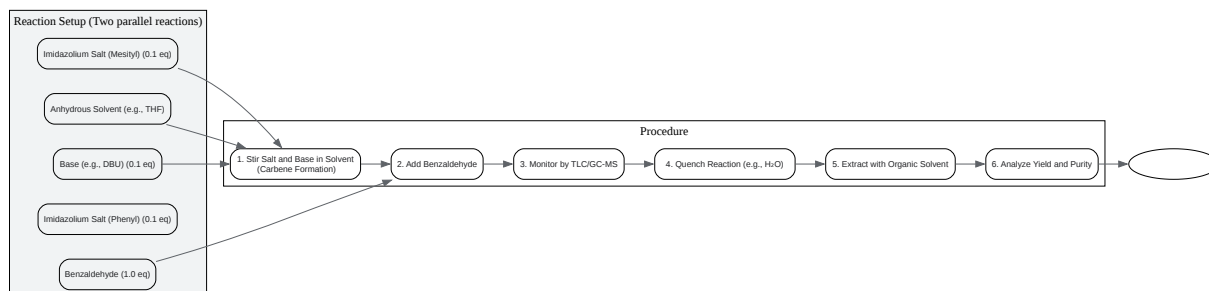 Reaction Setup (Two parallel reactions)
Imidazolium Salt (Mesityl) (0.1 eq)
Anhydrous Solvent (e.g., THF)
Base (e.g., DBU) (0.1 eq)
Imidazolium Salt (Phenyl) (0.1 eq)
Benzaldehyde (1.0 eq)
Procedure
1. Stir Salt and Base in Solvent
(Carbene Formation)
2. Add Benzaldehyde
3. Monitor by TLC/GC-MS
4. Quench Reaction (e.g., H₂O)
5. Extract with Organic Solvent
6. Analyze Yield and Purity